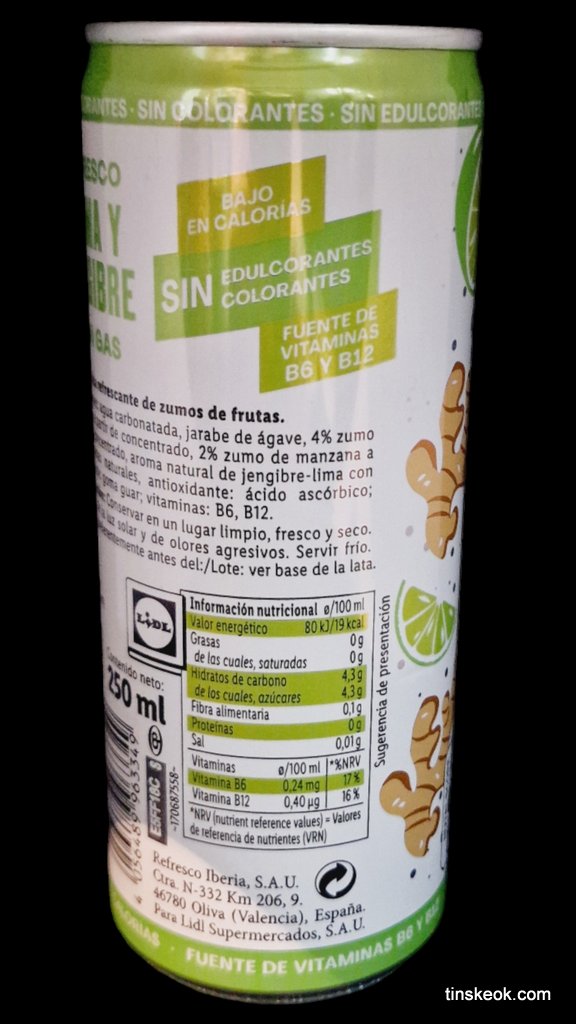 SIN COLORANTES · SIN EDULCORANTES
BAJO
EN CALORÍAS
SIN EDULCORANTES
COLORANTES
FUENTE DE
VITAMINAS
B6 Y B12
Y
GAS
refrescante de zumos de frutas.
agua carbonatada, jarabe de ágave, 4% zumo
de concentrado, 2% zumo de manzana a
aroma natural de jengibre-lima con
naturales, antioxidante: ácido ascórbico;
goma guar; vitaminas: B6, B12.
Conservar en un lugar limpio, fresco y seco.
luz solar y de olores agresivos. Servir frío.
antes del:/Lote: ver base de la lata.
LIDL
Información nutricional ø/100 ml
Valor energético 80 kJ/19 kcal
Grasas 0 g
de las cuales, saturadas 0 g
Hidratos de carbono 4,3 g
de los cuales, azúcares 4,3 g
Fibra alimentaria 0,1 g
Proteínas 0 g
Sal 0,01 g
Vitaminas ø/100 ml *%NRV
Vitamina B6 0,24 mg 17%
Vitamina B12 0,40 µg 16%
*NRV (nutrient reference values) = Valores
de referencia de nutrientes (VRN)
Sugerencia de presentación
Contenido neto:
250 ml
~170687558~
Refresco Iberia, S.A.U.
Ctra. N-332 Km 206, 9.
46780 Oliva (Valencia), España.
Para Lidl Supermercados, S.A.U.
FUENTE DE VITAMINAS B6 Y B12
tinskeok.com